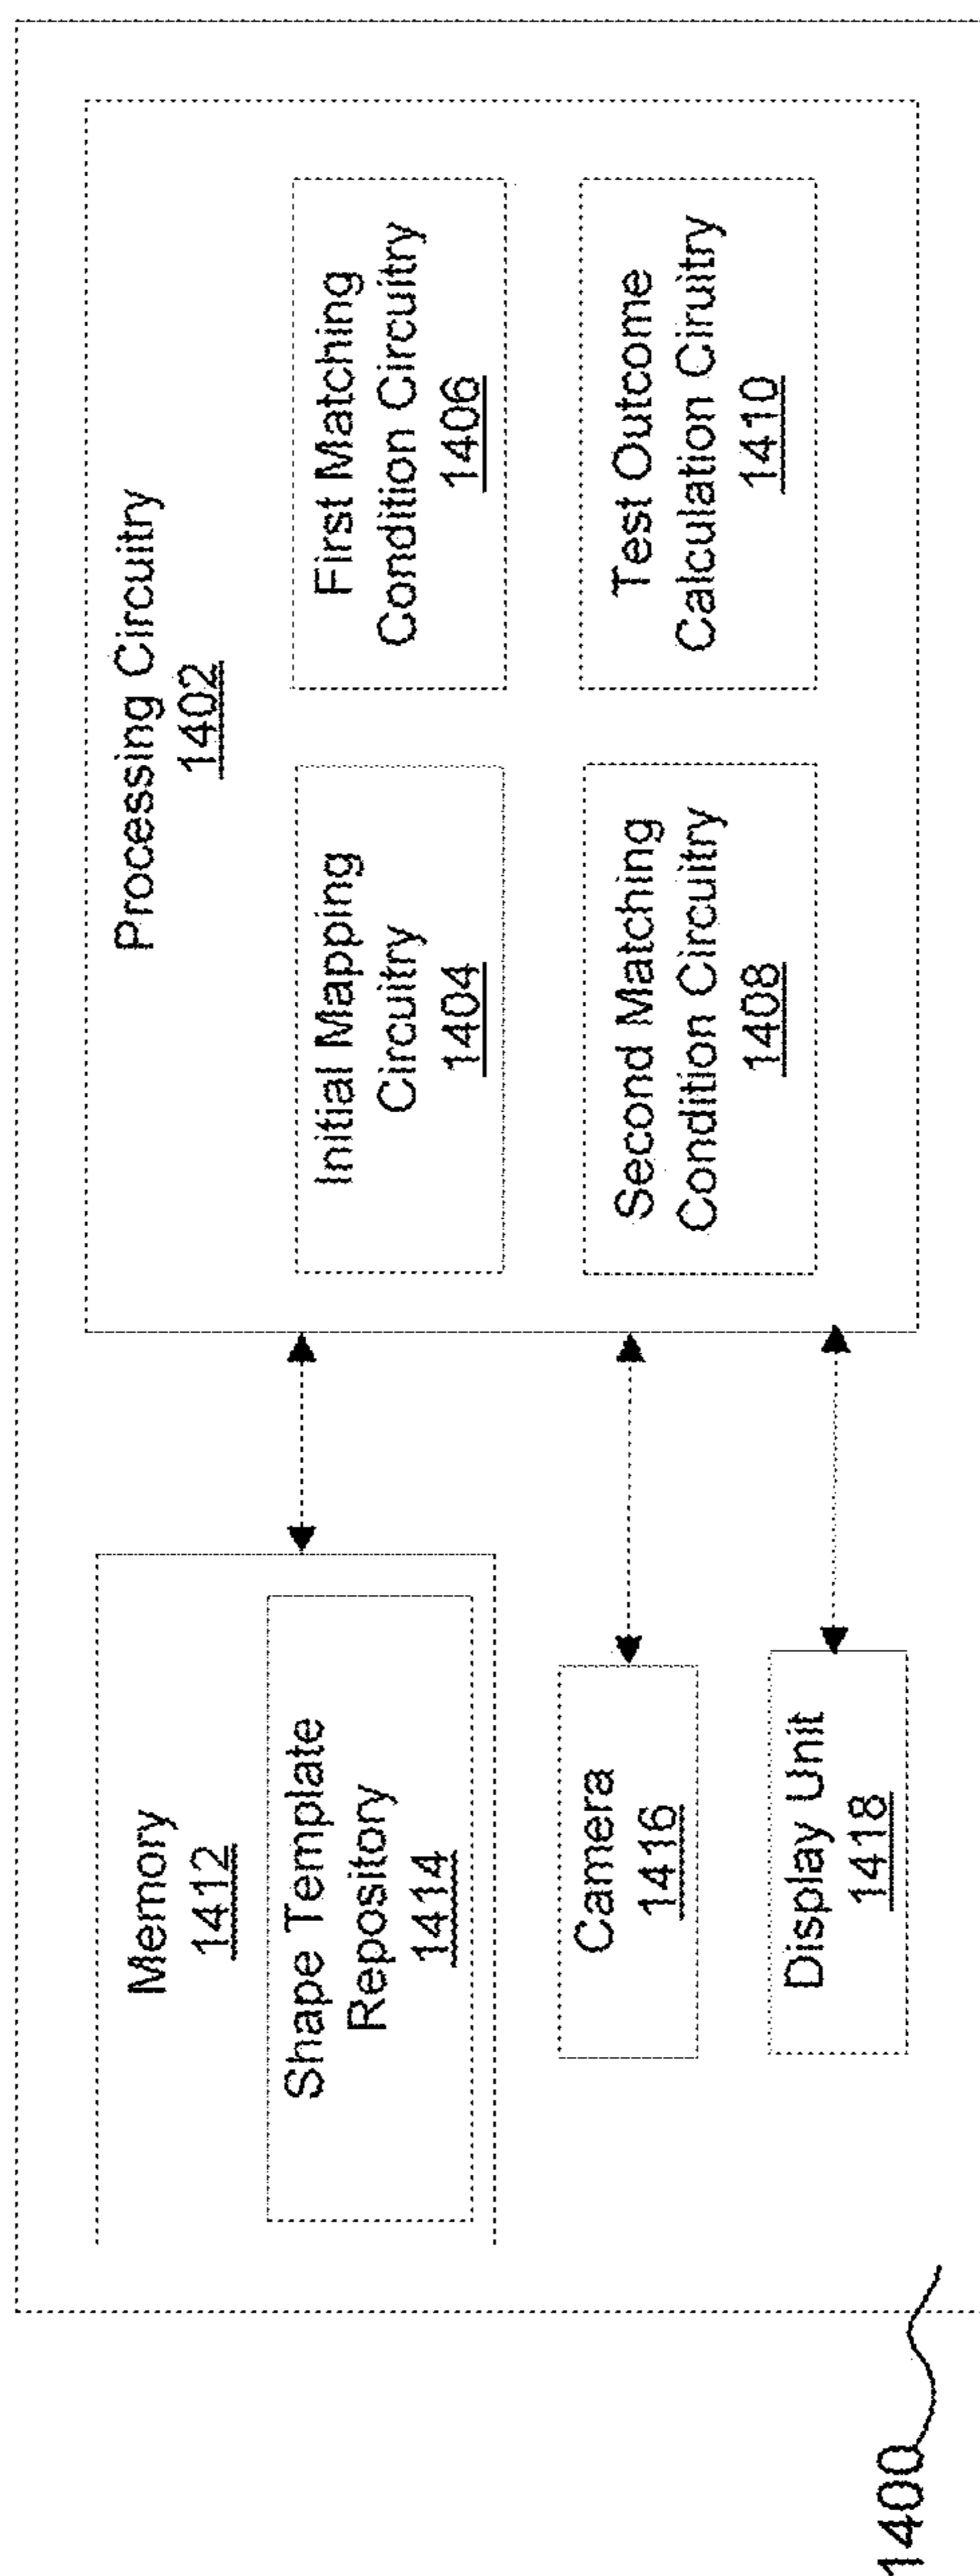 Memory
1412
Shape Template
Repository
1414
Camera
1416
Display Unit
1418
Processing Circuitry
1402
Initial Mapping
Circuitry
1404
First Matching
Condition Circuitry
1406
Second Matching
Condition Circuitry
1408
Test Outcome
Calculation Ciruitry
1410
1400